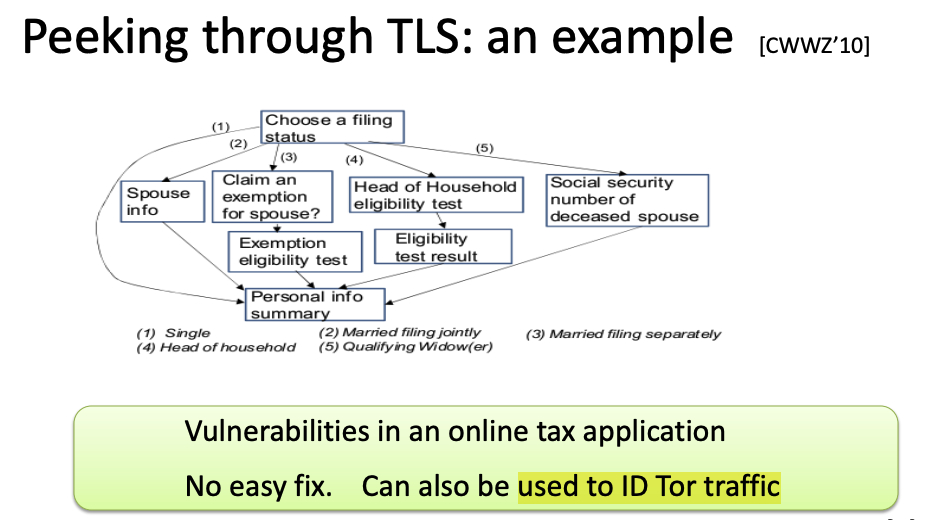 Peeking through TLS: an example [CWWZ’10]
Choose a filing
status
(1)
(2)
(3)
(4)
(5)
Spouse
info
Claim an
exemption
for spouse?
Head of Household
eligibility test
Social security
number of
deceased spouse
Exemption
eligibility test
Eligibility
test result
Personal info
summary
(1) Single
(2) Married filing jointly
(3) Married filing separately
(4) Head of household
(5) Qualifying Widow(er)
Vulnerabilities in an online tax application
No easy fix. Can also be used to ID Tor traffic